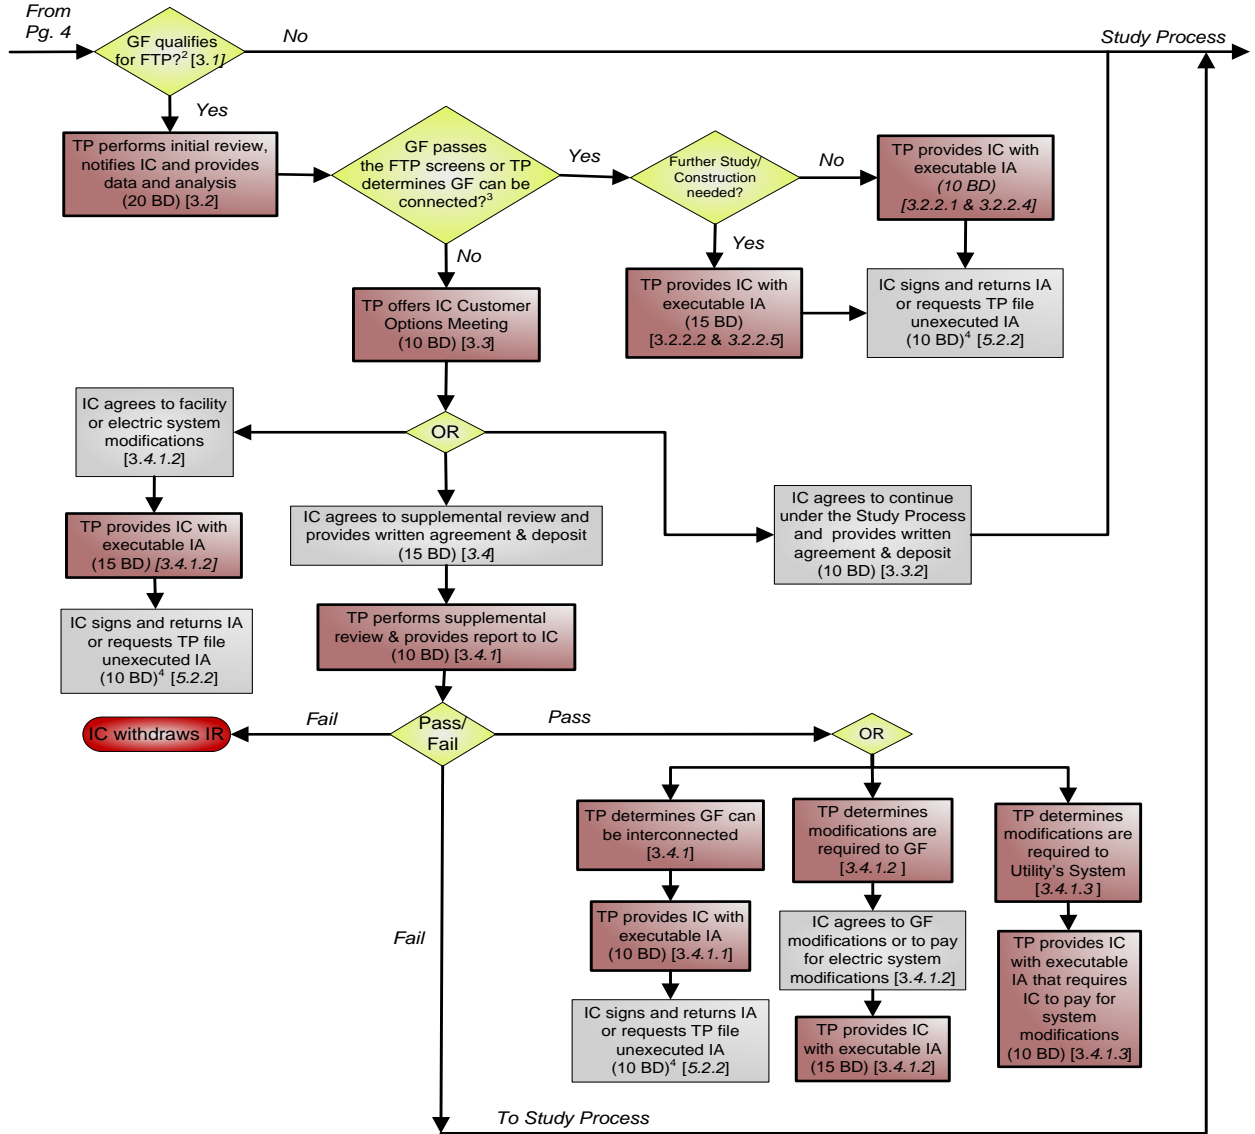 From
Pg. 4
GF qualifies
for FTP?² [3.1]
No
Study Process
Yes
TP performs initial review,
notifies IC and provides
data and analysis
(20 BD) [3.2]
GF passes
the FTP screens or TP
determines GF can be
connected?³
Yes
Further Study/
Construction
needed?
No
TP provides IC with
executable IA
(10 BD)
[3.2.2.1 & 3.2.2.4]
No
Yes
TP offers IC Customer
Options Meeting
(10 BD) [3.3]
TP provides IC with
executable IA
(15 BD)
[3.2.2.2 & 3.2.2.5]
IC signs and returns IA
or requests TP file
unexecuted IA
(10 BD)⁴ [5.2.2]
IC agrees to facility
or electric system
modifications
[3.4.1.2]
OR
TP provides IC with
executable IA
(15 BD) [3.4.1.2]
IC agrees to supplemental review and
provides written agreement & deposit
(15 BD) [3.4]
IC agrees to continue
under the Study Process
and provides written
agreement & deposit
(10 BD) [3.3.2]
IC signs and returns IA
or requests TP file
unexecuted IA
(10 BD)⁴ [5.2.2]
TP performs supplemental
review & provides report to IC
(10 BD) [3.4.1]
IC withdraws IR
Fail
Pass/
Fail
Pass
OR
TP determines GF can
be interconnected
[3.4.1]
TP determines
modifications are
required to GF
[3.4.1.2 ]
TP determines
modifications are
required to
Utility's System
[3.4.1.3 ]
Fail
TP provides IC with
executable IA
(10 BD) [3.4.1.1]
IC agrees to GF
modifications or to pay
for electric system
modifications [3.4.1.2]
TP provides IC
with executable
IA that requires
IC to pay for
system
modifications
(10 BD) [3.4.1.3]
IC signs and returns IA
or requests TP file
unexecuted IA
(10 BD)⁴ [5.2.2]
TP provides IC
with executable IA
(15 BD) [3.4.1.2]
To Study Process